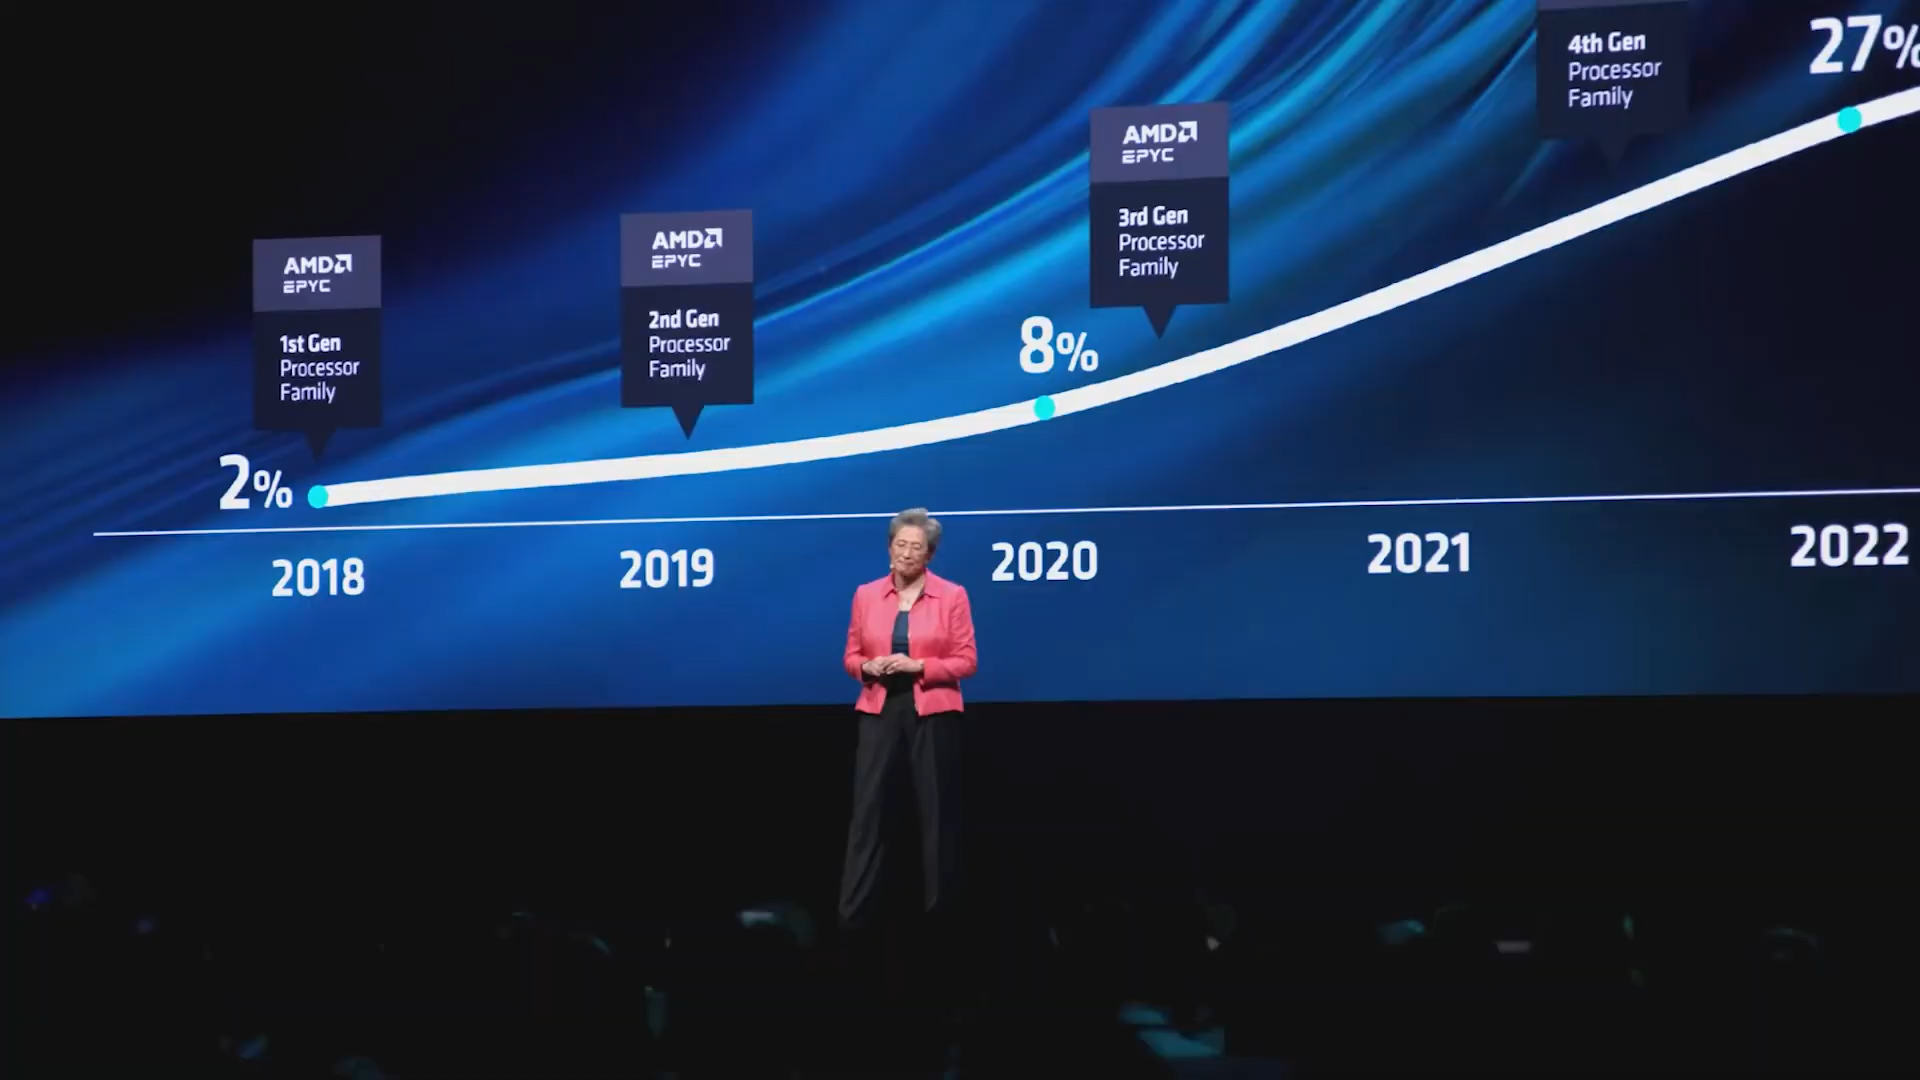 AMD
EPYC
1st Gen
Processor
Family
AMD
EPYC
2nd Gen
Processor
Family
AMD
EPYC
3rd Gen
Processor
Family
4th Gen
Processor
Family
2%
8%
27%
2018
2019
2020
2021
2022